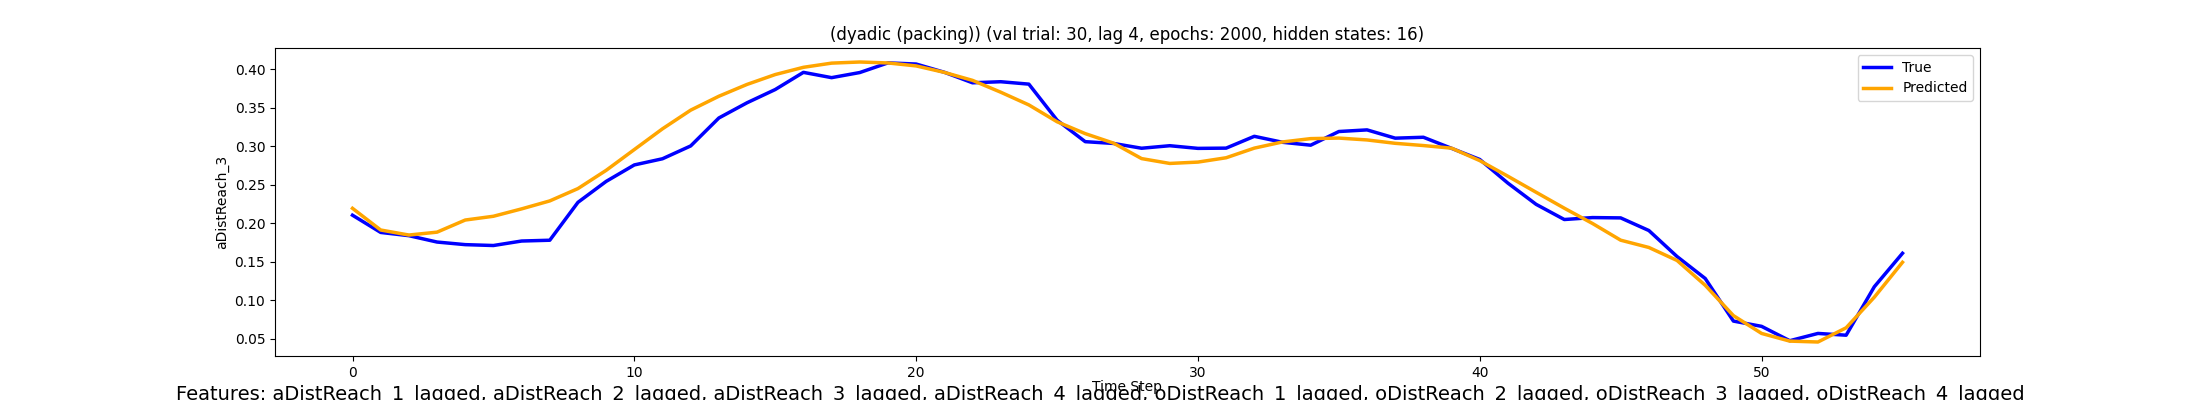 (dyadic (packing)) (val trial: 30, lag 4, epochs: 2000, hidden states: 16)
True
Predicted
aDistReach_3
0.40
0.35
0.30
0.25
0.20
0.15
0.10
0.05
0 10 20 30 40 50
Time Step
Features: aDistReach_1_lagged, aDistReach_2_lagged, aDistReach_3_lagged, aDistReach_4_lagged, oDistReach_1_lagged, oDistReach_2_lagged, oDistReach_3_lagged, oDistReach_4_lagged